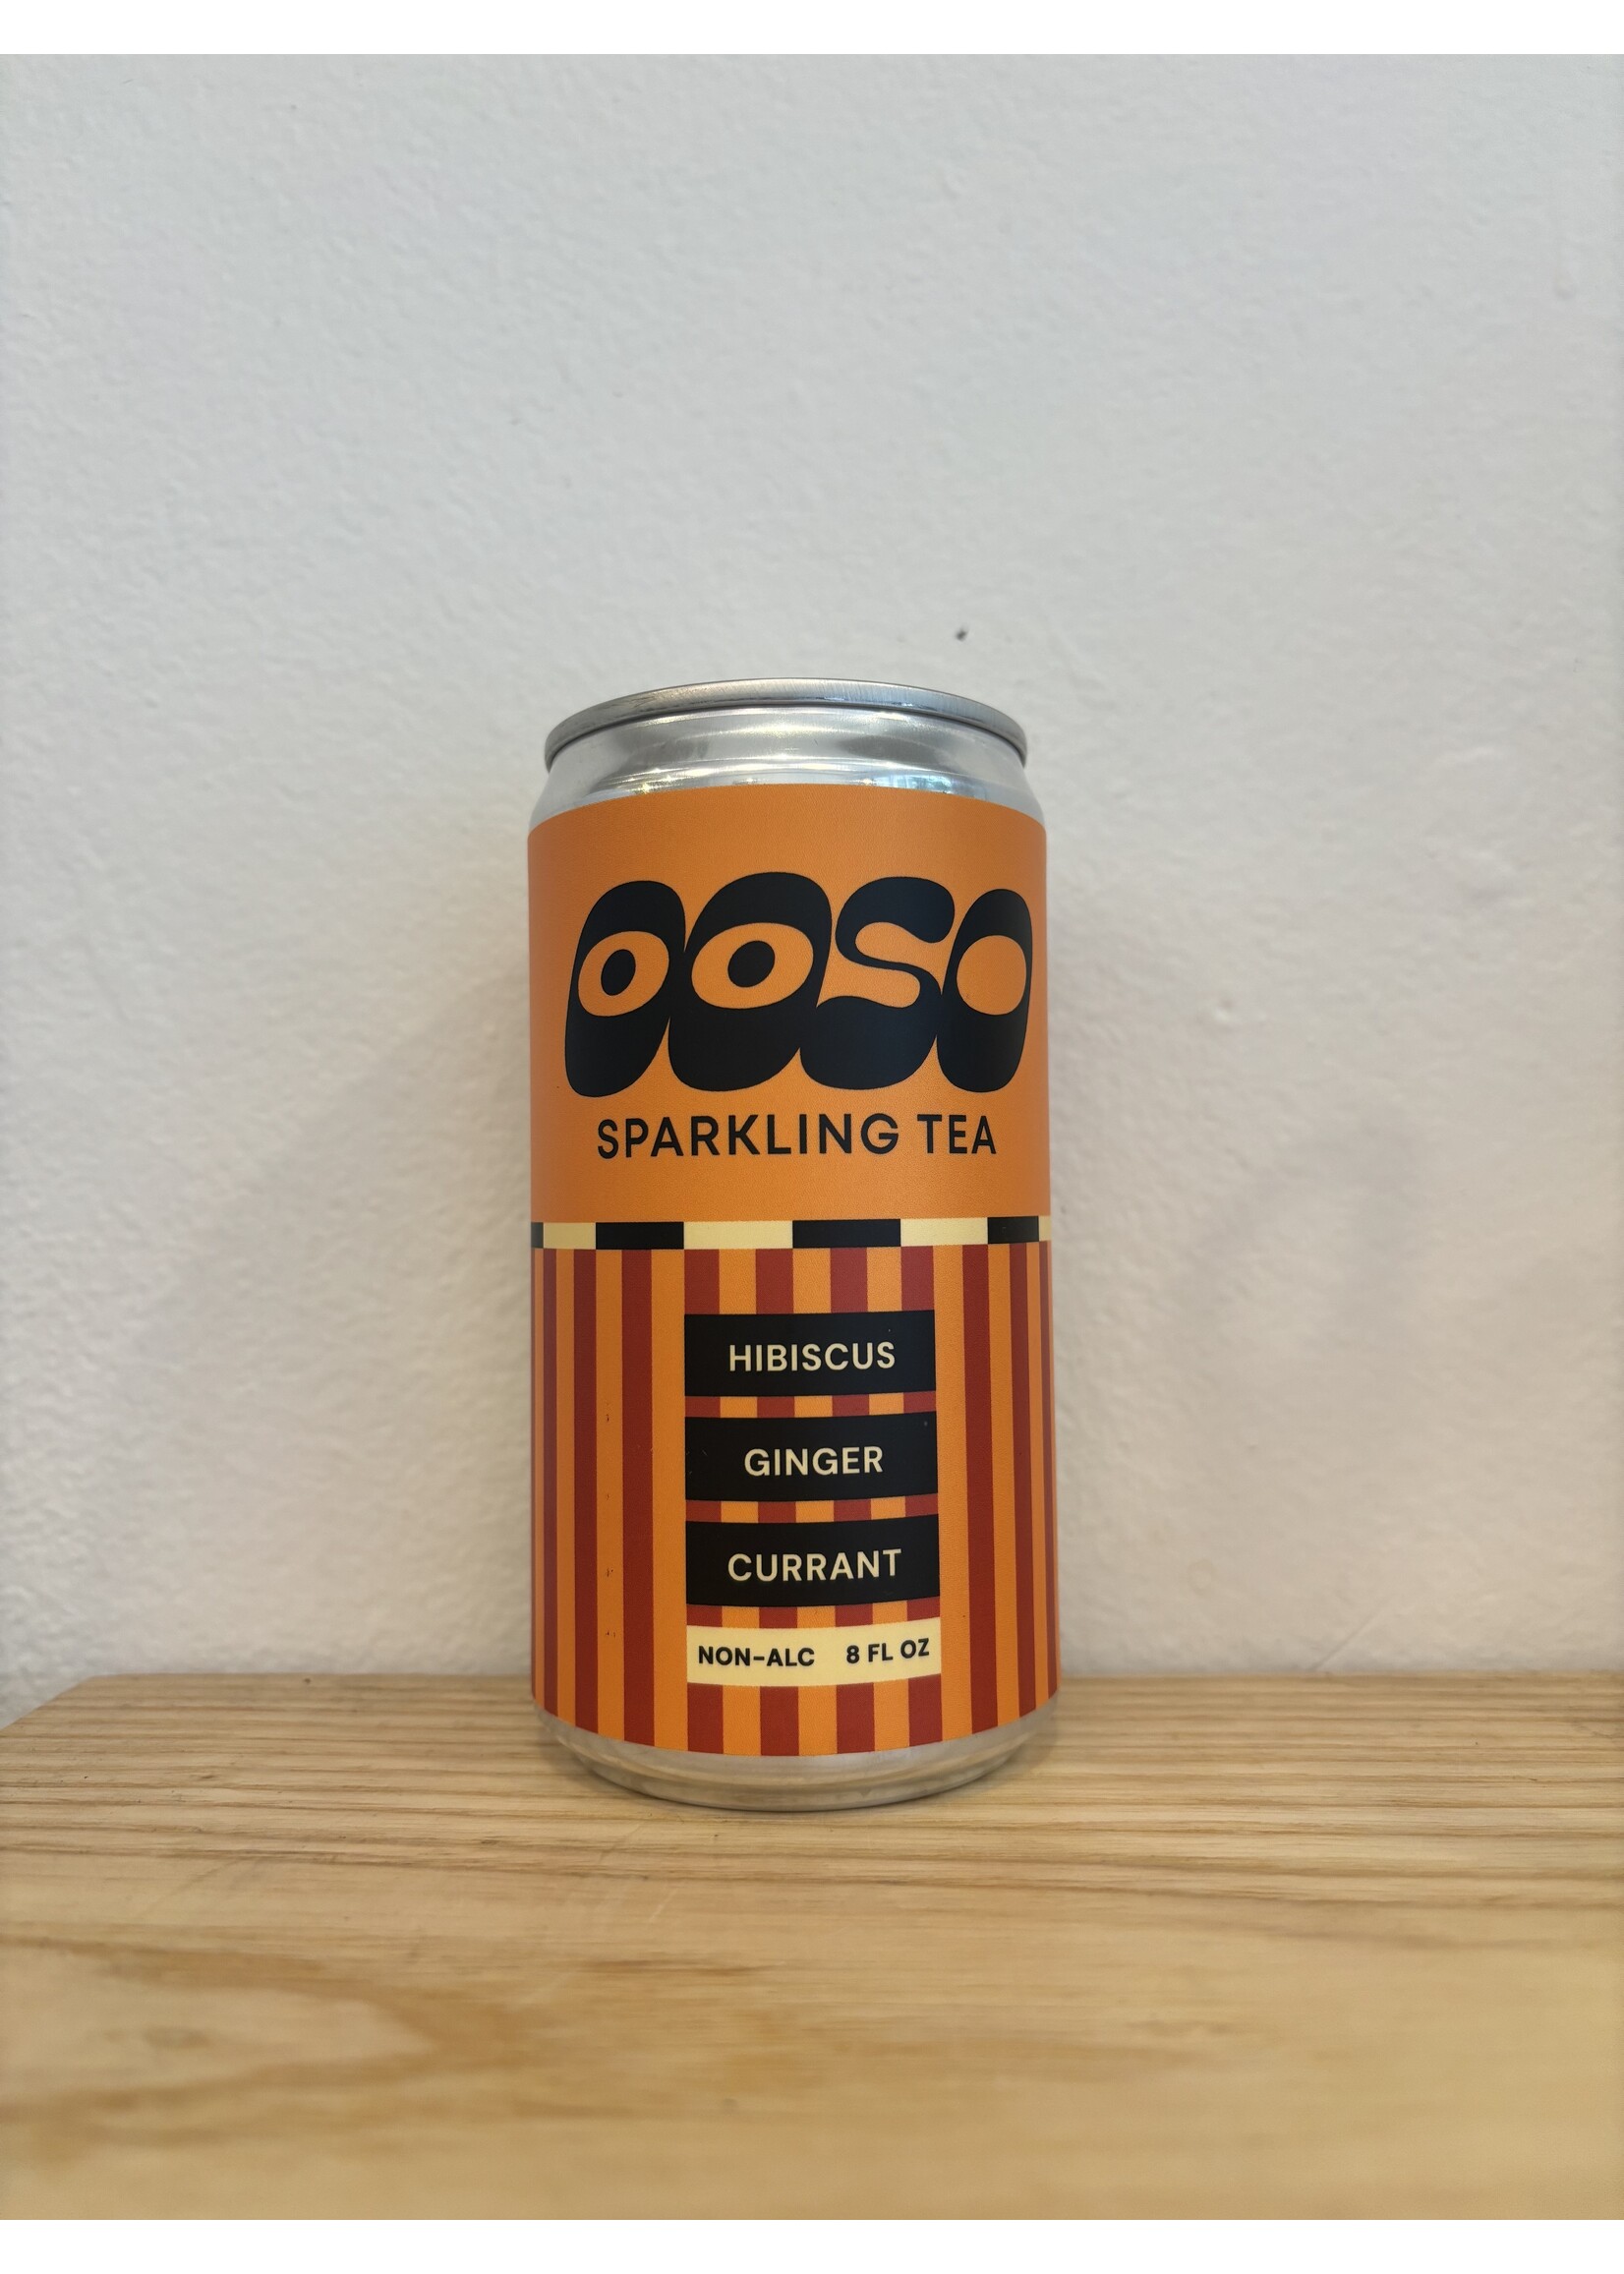 OOSO
SPARKLING TEA
HIBISCUS
GINGER
CURRANT
NON-ALC 8 FL OZ